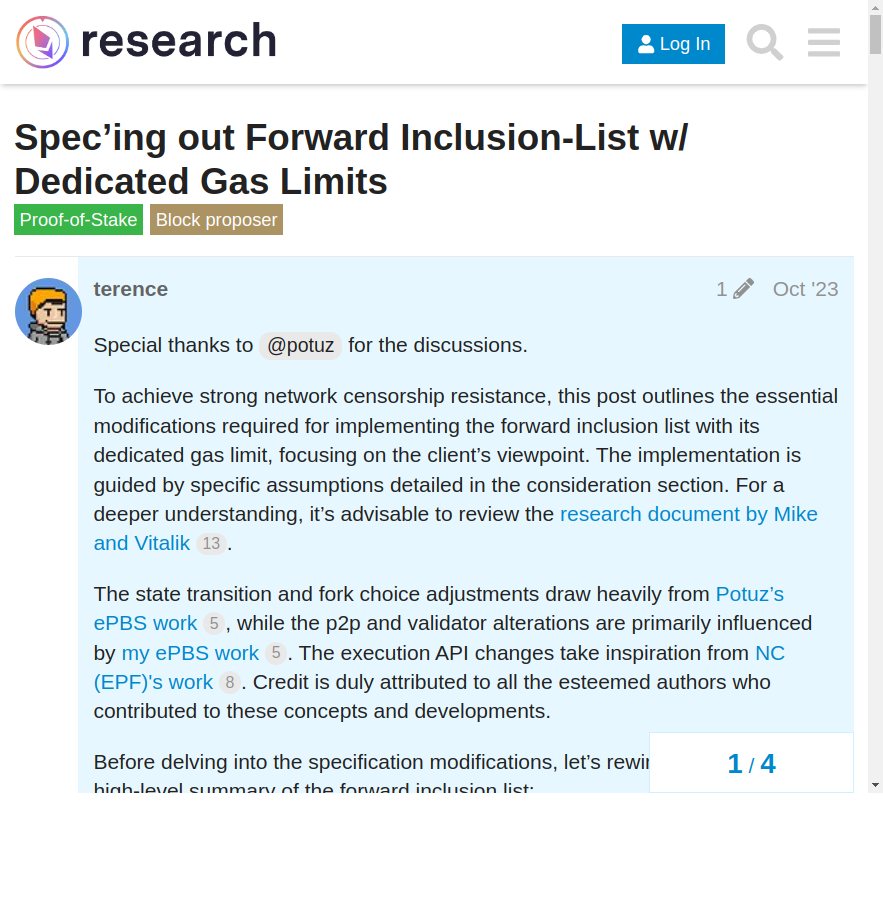 research
Log In
Spec’ing out Forward Inclusion-List w/
Dedicated Gas Limits
Proof-of-Stake Block proposer
terence 1 Oct '23
Special thanks to @potuz for the discussions.
To achieve strong network censorship resistance, this post outlines the essential
modifications required for implementing the forward inclusion list with its
dedicated gas limit, focusing on the client’s viewpoint. The implementation is
guided by specific assumptions detailed in the consideration section. For a
deeper understanding, it’s advisable to review the research document by Mike
and Vitalik 13 .
The state transition and fork choice adjustments draw heavily from Potuz’s
ePBS work 5 , while the p2p and validator alterations are primarily influenced
by my ePBS work 5 . The execution API changes take inspiration from NC
(EPF)'s work 8 . Credit is duly attributed to all the esteemed authors who
contributed to these concepts and developments.
Before delving into the specification modifications, let’s
high-level summary of the forward inclusion list:
1 / 4